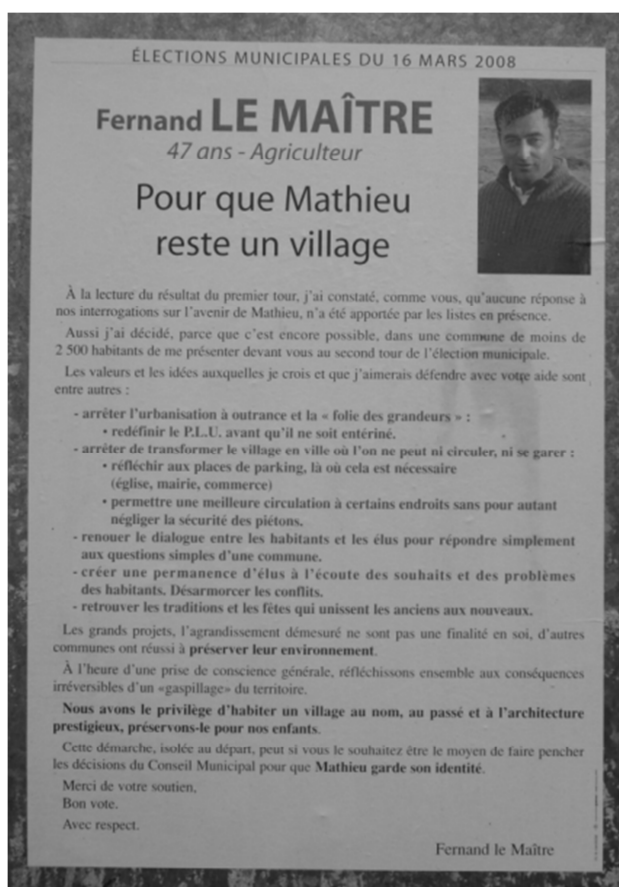 ÉLECTIONS MUNICIPALES DU 16 MARS 2008
Fernand LE MAÎTRE
47 ans - Agriculteur
Pour que Mathieu
reste un village
À la lecture du résultat du premier tour, j'ai constaté, comme vous, qu'aucune réponse à
nos interrogations sur l'avenir de Mathieu, n'a été apportée par les listes en présence.
Aussi j'ai décidé, parce que c'est encore possible, dans une commune de moins de
2 500 habitants de me présenter devant vous au second tour de l'élection municipale.
Les valeurs et les idées auxquelles je crois et que j'aimerais défendre avec votre aide sont
entre autres :
- arrêter l'urbanisation à outrance et la « folie des grandeurs » :
• redéfinir le P.L.U. avant qu'il ne soit entériné.
- arrêter de transformer le village en ville où l'on ne peut ni circuler, ni se garer :
• réfléchir aux places de parking, là où cela est nécessaire
(église, mairie, commerce)
• permettre une meilleure circulation à certains endroits sans pour autant
négliger la sécurité des piétons.
- renouer le dialogue entre les habitants et les élus pour répondre simplement
aux questions simples d'une commune.
- créer une permanence d'élus à l'écoute des souhaits et des problèmes
des habitants. Désarmorcer les conflits.
- retrouver les traditions et les fêtes qui unissent les anciens aux nouveaux.
Les grands projets, l'agrandissement démesuré ne sont pas une finalité en soi, d'autres
communes ont réussi à préserver leur environnement.
À l'heure d'une prise de conscience générale, réfléchissons ensemble aux conséquences
irréversibles d'un «gaspillage» du territoire.
Nous avons le privilège d'habiter un village au nom, au passé et à l'architecture
prestigieux, préservons-le pour nos enfants.
Cette démarche, isolée au départ, peut si vous le souhaitez être le moyen de faire pencher
les décisions du Conseil Municipal pour que Mathieu garde son identité.
Merci de votre soutien,
Bon vote.
Avec respect.
Fernand le Maître